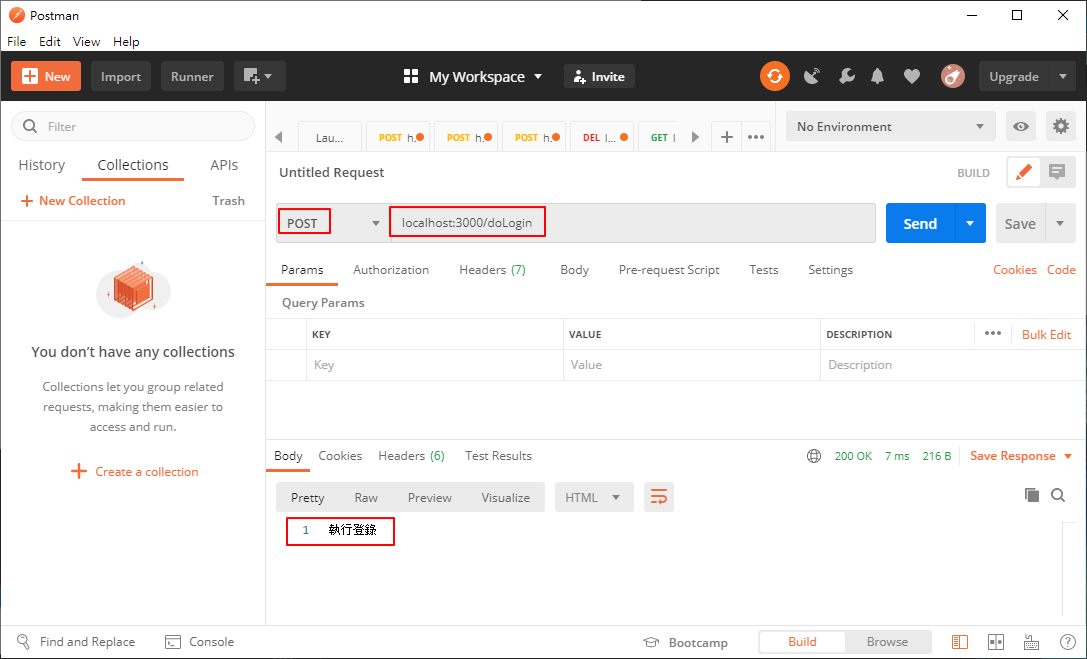 Postman
File Edit View Help
New Import Runner My Workspace Invite Upgrade
Filter
History Collections APIs
New Collection Trash
You don't have any collections
Collections let you group related
requests, making them easier to
access and run.
Create a collection
Lau... POST h. POST h. POST h. DEL l... GET No Environment
Untitled Request BUILD
POST localhost:3000/doLogin Send Save
Params Authorization Headers (7) Body Pre-request Script Tests Settings Cookies Code
Query Params
KEY VALUE DESCRIPTION Bulk Edit
Key Value Description
Body Cookies Headers (6) Test Results 200 OK 7 ms 216 B Save Response
Pretty Raw Preview Visualize HTML
1 執行登錄
Find and Replace Console Bootcamp Build Browse